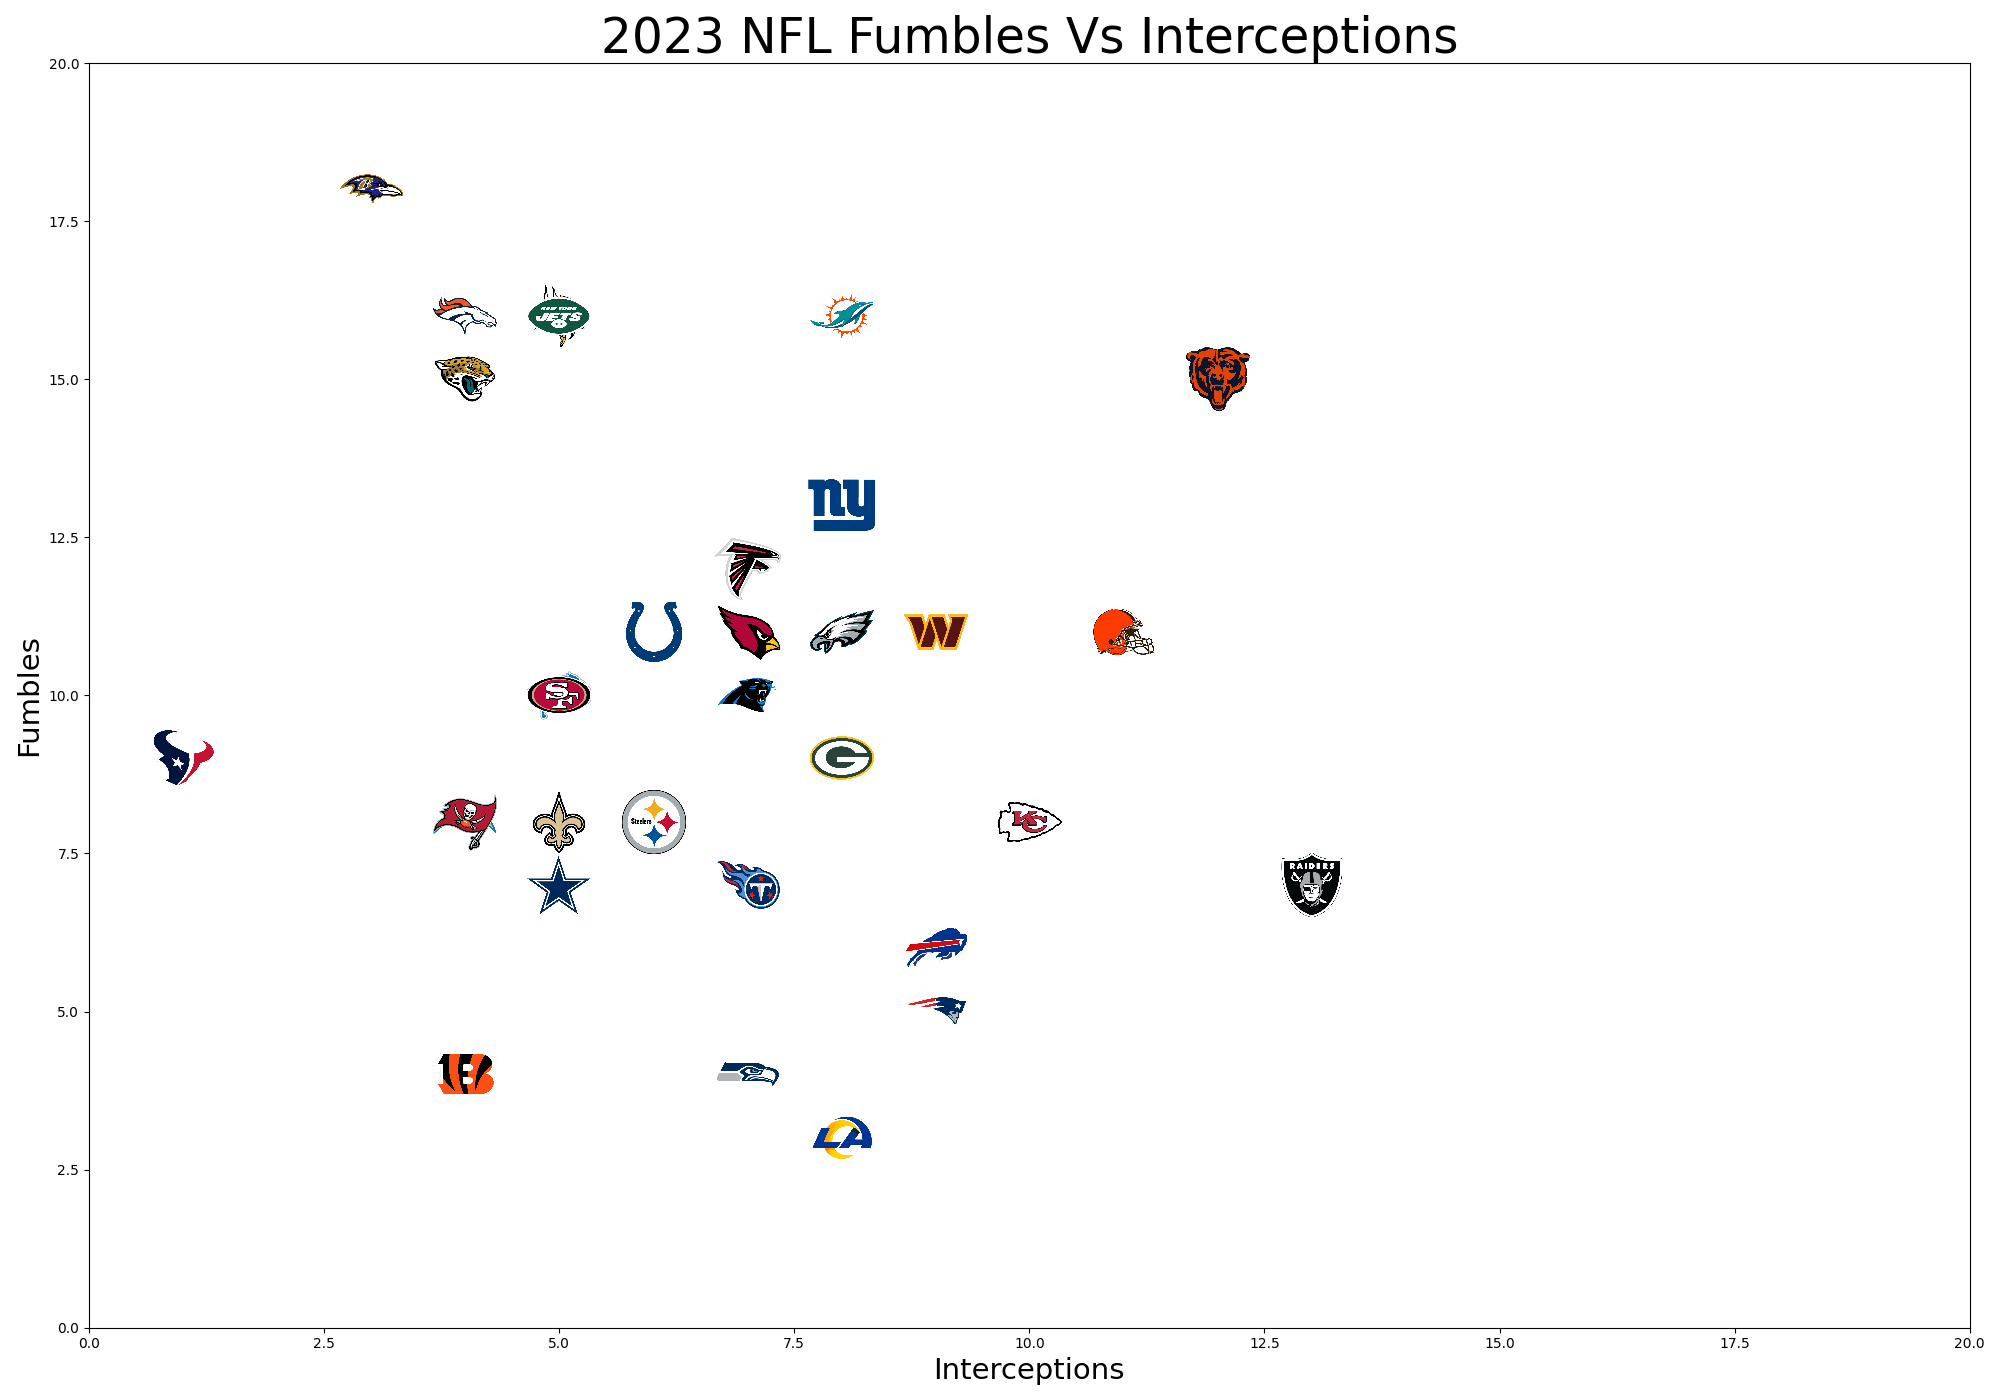 2023 NFL Fumbles Vs Interceptions
20.0
17.5
NEW YORK
JETS
15.0
ny
12.5
W
Fumbles
SF
10.0
G
Steelers
KC
7.5
RAIDERS
T
5.0
B
LA
2.5
0.0
0.0 2.5 5.0 7.5 10.0 12.5 15.0 17.5 20.0
Interceptions